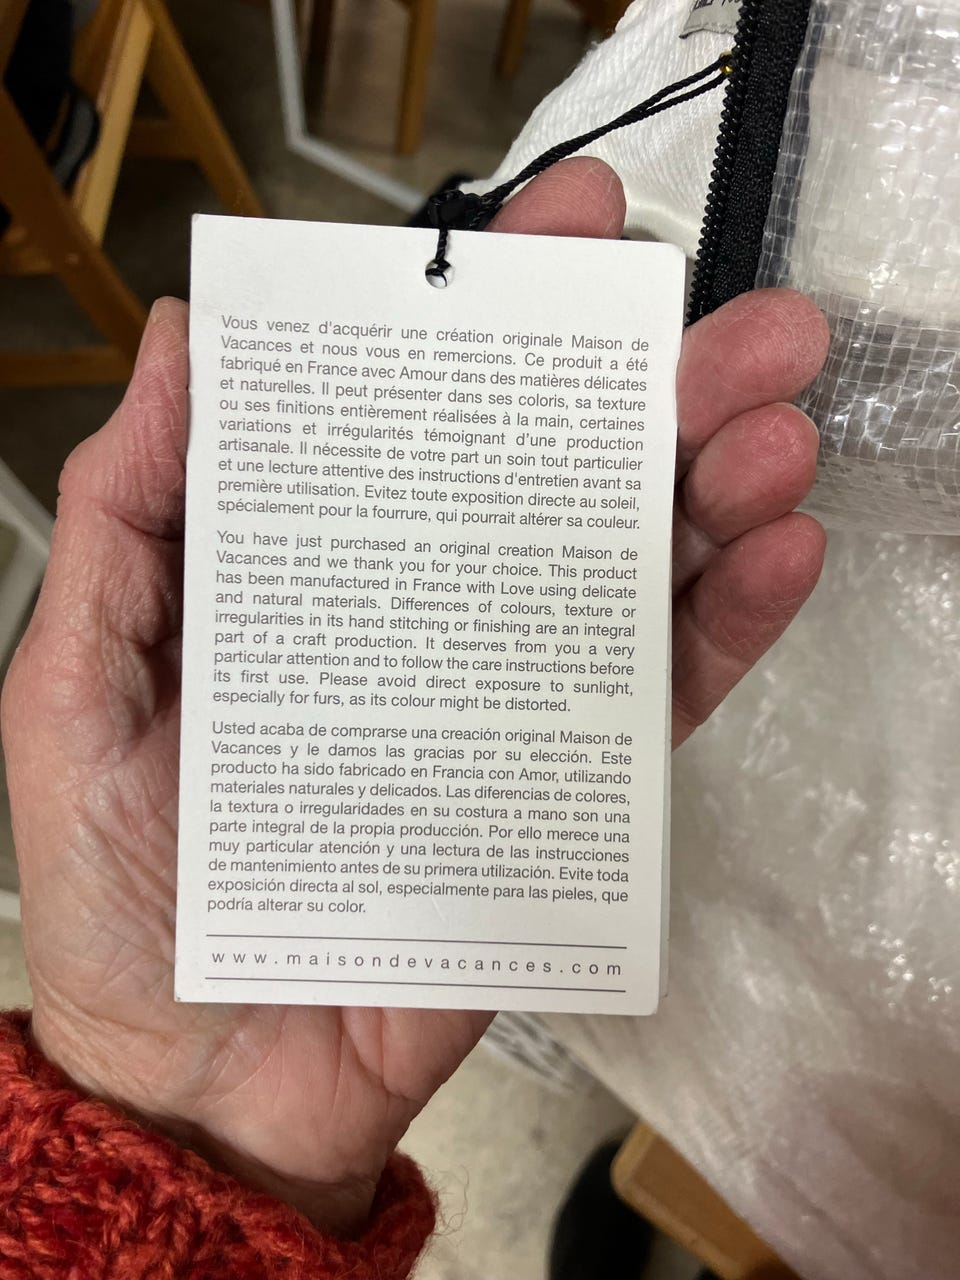 Vous venez d'acquérir une création originale Maison de
Vacances et nous vous en remercions. Ce produit a été
fabriqué en France avec Amour dans des matières délicates
et naturelles. Il peut présenter dans ses coloris, sa texture
ou ses finitions entièrement réalisées à la main, certaines
variations et irrégularités témoignant d'une production
artisanale. Il nécessite de votre part un soin tout particulier
et une lecture attentive des instructions d'entretien avant sa
première utilisation. Evitez toute exposition directe au soleil,
spécialement pour la fourrure, qui pourrait altérer sa couleur.
You have just purchased an original creation Maison de
Vacances and we thank you for your choice. This product
has been manufactured in France with Love using delicate
and natural materials. Differences of colours, texture or
irregularities in its hand stitching or finishing are an integral
part of a craft production. It deserves from you a very
particular attention and to follow the care instructions before
its first use. Please avoid direct exposure to sunlight,
especially for furs, as its colour might be distorted.
Usted acaba de comprarse una creación original Maison de
Vacances y le damos las gracias por su elección. Este
producto ha sido fabricado en Francia con Amor, utilizando
materiales naturales y delicados. Las diferencias de colores,
la textura o irregularidades en su costura a mano son una
parte integral de la propia producción. Por ello merece una
muy particular atención y una lectura de las instrucciones
de mantenimiento antes de su primera utilización. Evite toda
exposición directa al sol, especialmente para las pieles, que
podría alterar su color.
www.maisondevacances.com